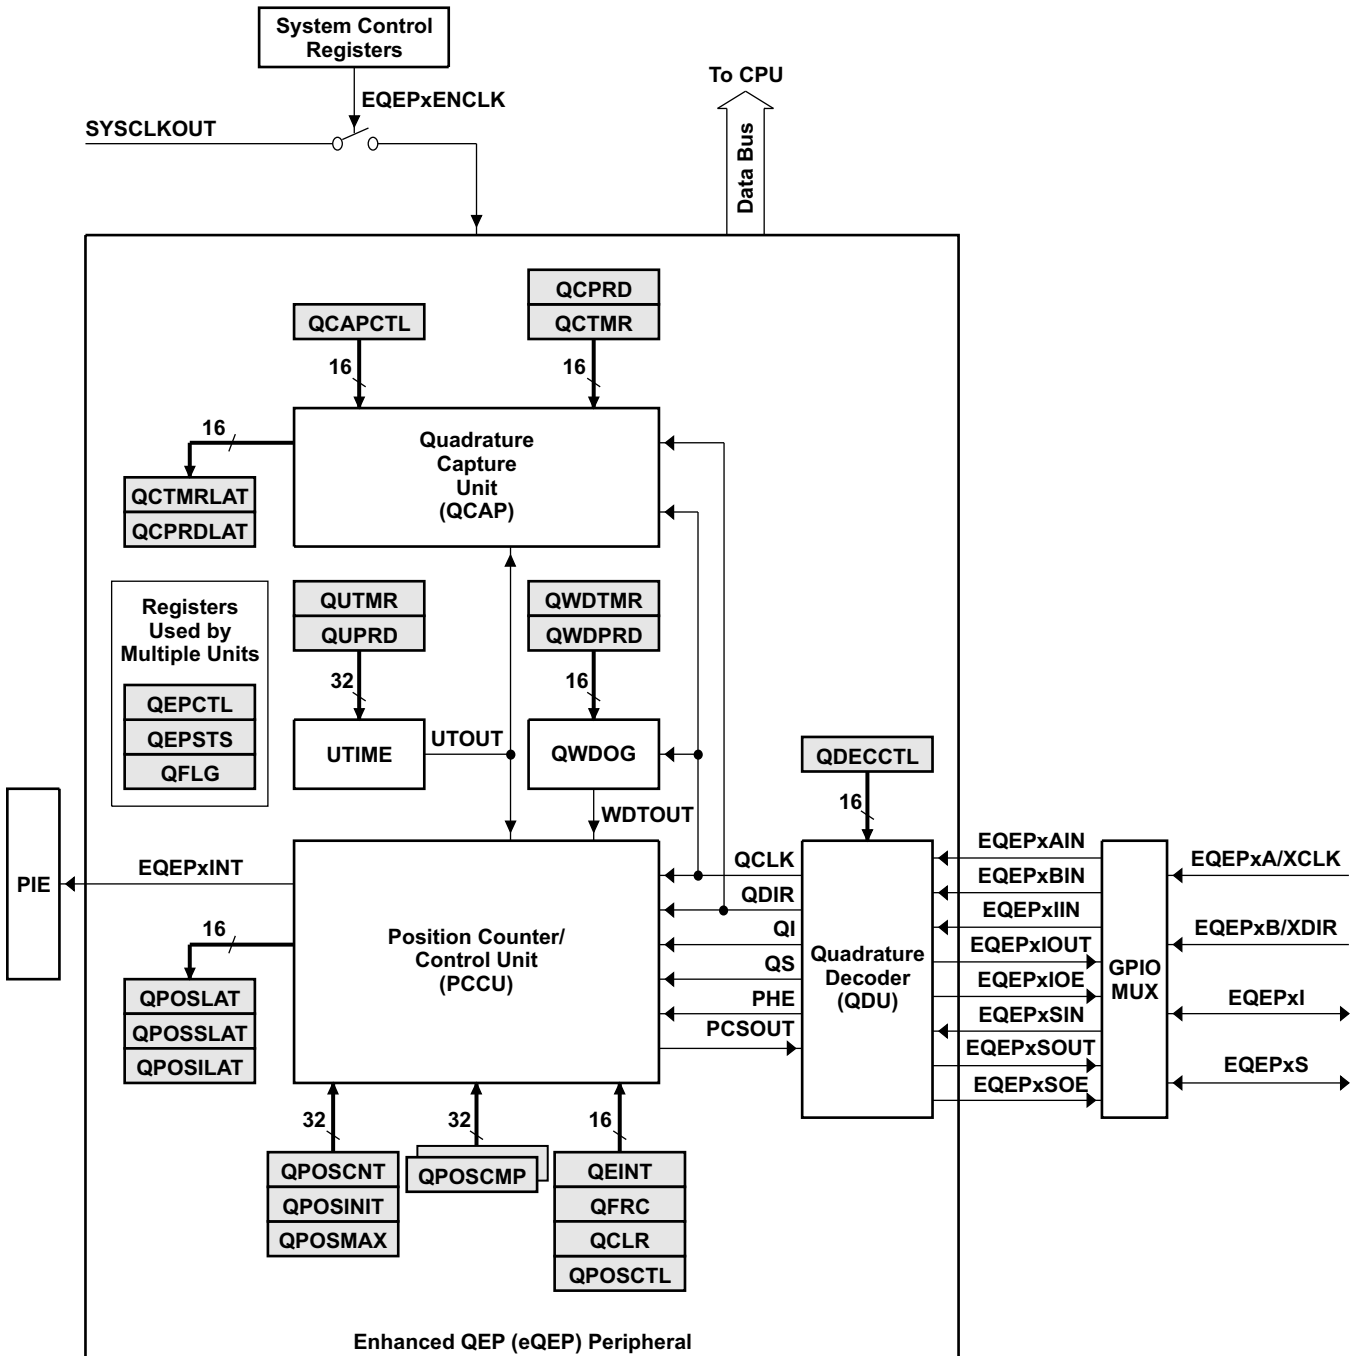 System Control
Registers
To CPU
EQEPxENCLK
SYSCLKOUT
Data Bus
QCPRD
QCAPCTL
QCTMR
16
16
16
Quadrature
Capture
Unit
(QCAP)
QCTMRLAT
QCPRDLAT
Registers
Used by
Multiple Units
QEPCTL
QEPSTS
QFLG
QUTMR
QUPRD
QWDTMR
QWDPRD
32
16
UTIME
UTOUT
QWDOG
WDTOUT
QDECCTL
16
PIE
EQEPxINT
16
QPOSLAT
QPOSSLAT
QPOSILAT
Position Counter/
Control Unit
(PCCU)
QCLK
QDIR
QI
QS
PHE
PCSOUT
Quadrature
Decoder
(QDU)
EQEPxAIN
EQEPxBIN
EQEPxIIN
EQEPxIOUT
EQEPxIOE
EQEPxSIN
EQEPxSOUT
EQEPxSOE
GPIO
MUX
EQEPxA/XCLK
EQEPxB/XDIR
EQEPxI
EQEPxS
32
32
16
QPOSCNT
QPOSINIT
QPOSMAX
QPOSCMP
QEINT
QFRC
QCLR
QPOSCTL
Enhanced QEP (eQEP) Peripheral